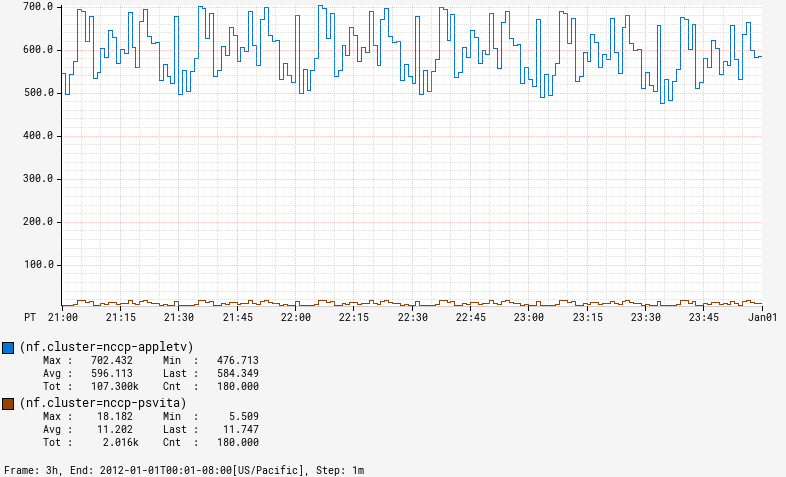 700.0
600.0
500.0
400.0
300.0
200.0
100.0
PT 21:00 21:15 21:30 21:45 22:00 22:15 22:30 22:45 23:00 23:15 23:30 23:45 Jan01
(nf.cluster=nccp-appletv)
Max : 702.432 Min : 476.713
Avg : 596.113 Last : 584.349
Tot : 107.300k Cnt : 180.000
(nf.cluster=nccp-psvita)
Max : 18.182 Min : 5.509
Avg : 11.202 Last : 11.747
Tot : 2.016k Cnt : 180.000
Frame: 3h, End: 2012-01-01T00:01-08:00[US/Pacific], Step: 1m